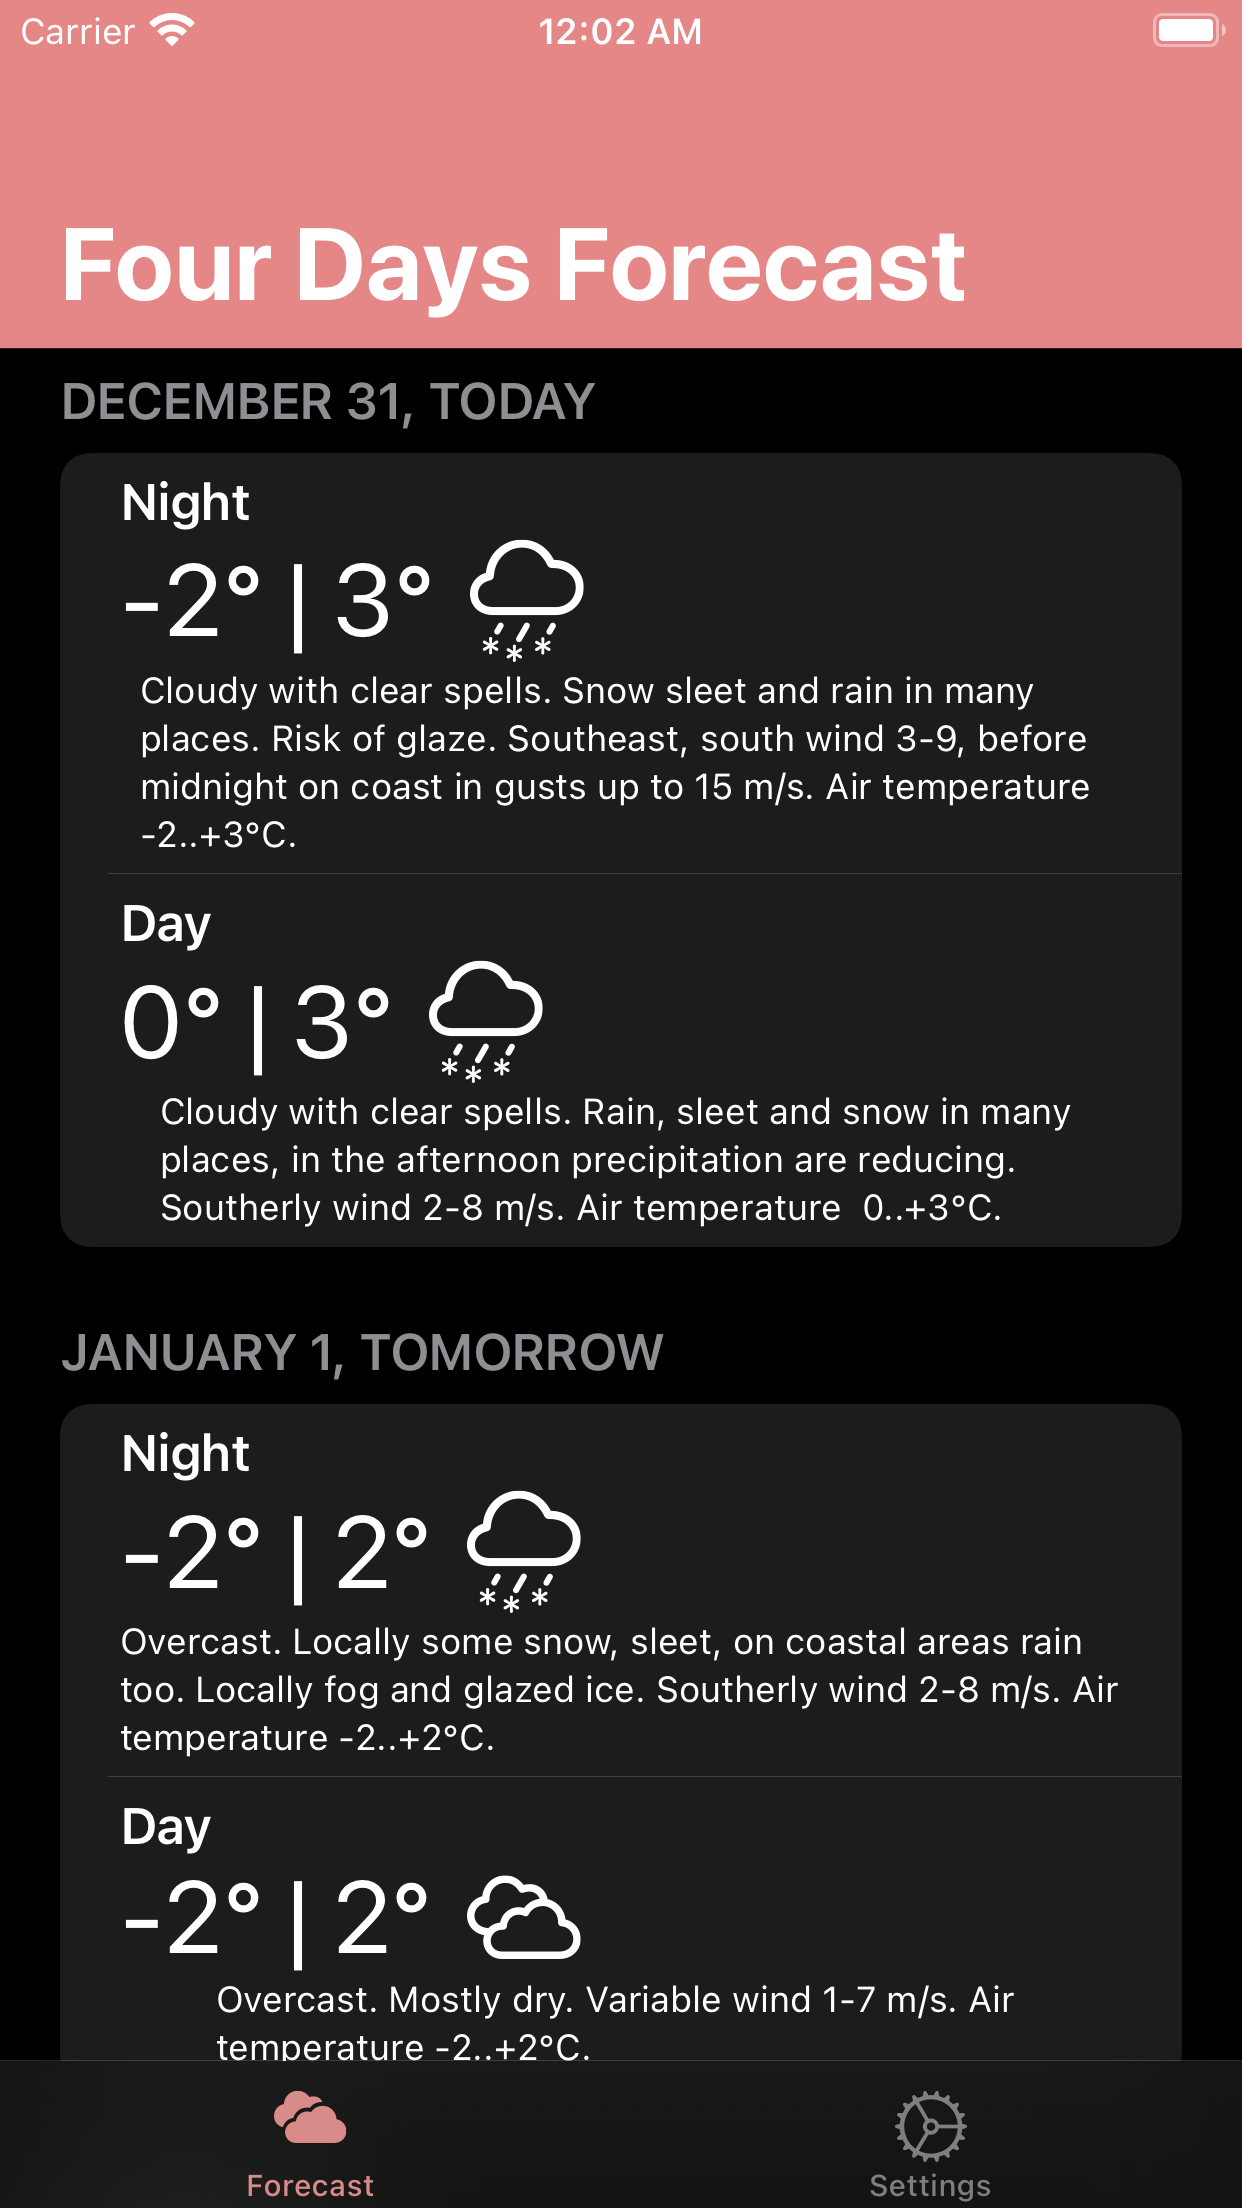 Carrier
12:02 AM
Four Days Forecast
DECEMBER 31, TODAY
Night
-2° | 3°
Cloudy with clear spells. Snow sleet and rain in many
places. Risk of glaze. Southeast, south wind 3-9, before
midnight on coast in gusts up to 15 m/s. Air temperature
-2..+3°C.
Day
0° | 3°
Cloudy with clear spells. Rain, sleet and snow in many
places, in the afternoon precipitation are reducing.
Southerly wind 2-8 m/s. Air temperature  0..+3°C.
JANUARY 1, TOMORROW
Night
-2° | 2°
Overcast. Locally some snow, sleet, on coastal areas rain
too. Locally fog and glazed ice. Southerly wind 2-8 m/s. Air
temperature -2..+2°C.
Day
-2° | 2°
Overcast. Mostly dry. Variable wind 1-7 m/s. Air
temperature -2..+2°C.
Forecast
Settings